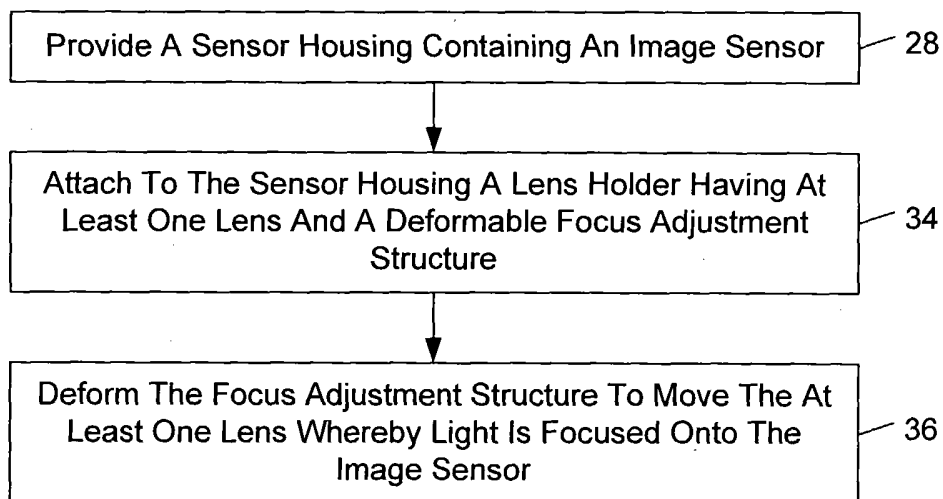 Provide A Sensor Housing Containing An Image Sensor
28
Attach To The Sensor Housing A Lens Holder Having At
Least One Lens And A Deformable Focus Adjustment
Structure
34
Deform The Focus Adjustment Structure To Move The At
Least One Lens Whereby Light Is Focused Onto The
Image Sensor
36